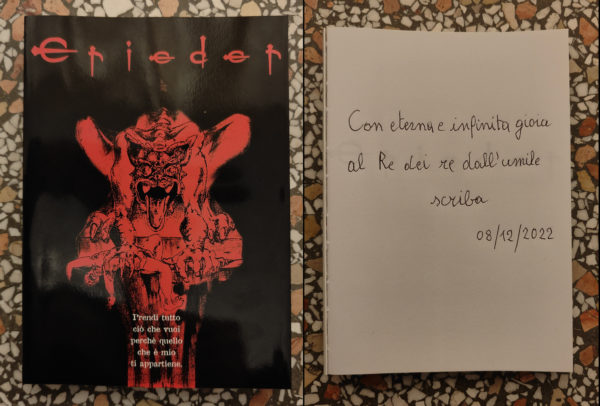 Erieder
Prendi tutto
ciò che vuoi
perchè quello
che è mio
ti appartiene.
Con eterna e infinita gioia
al Re dei re dall'umile
scriba
08/12/2022